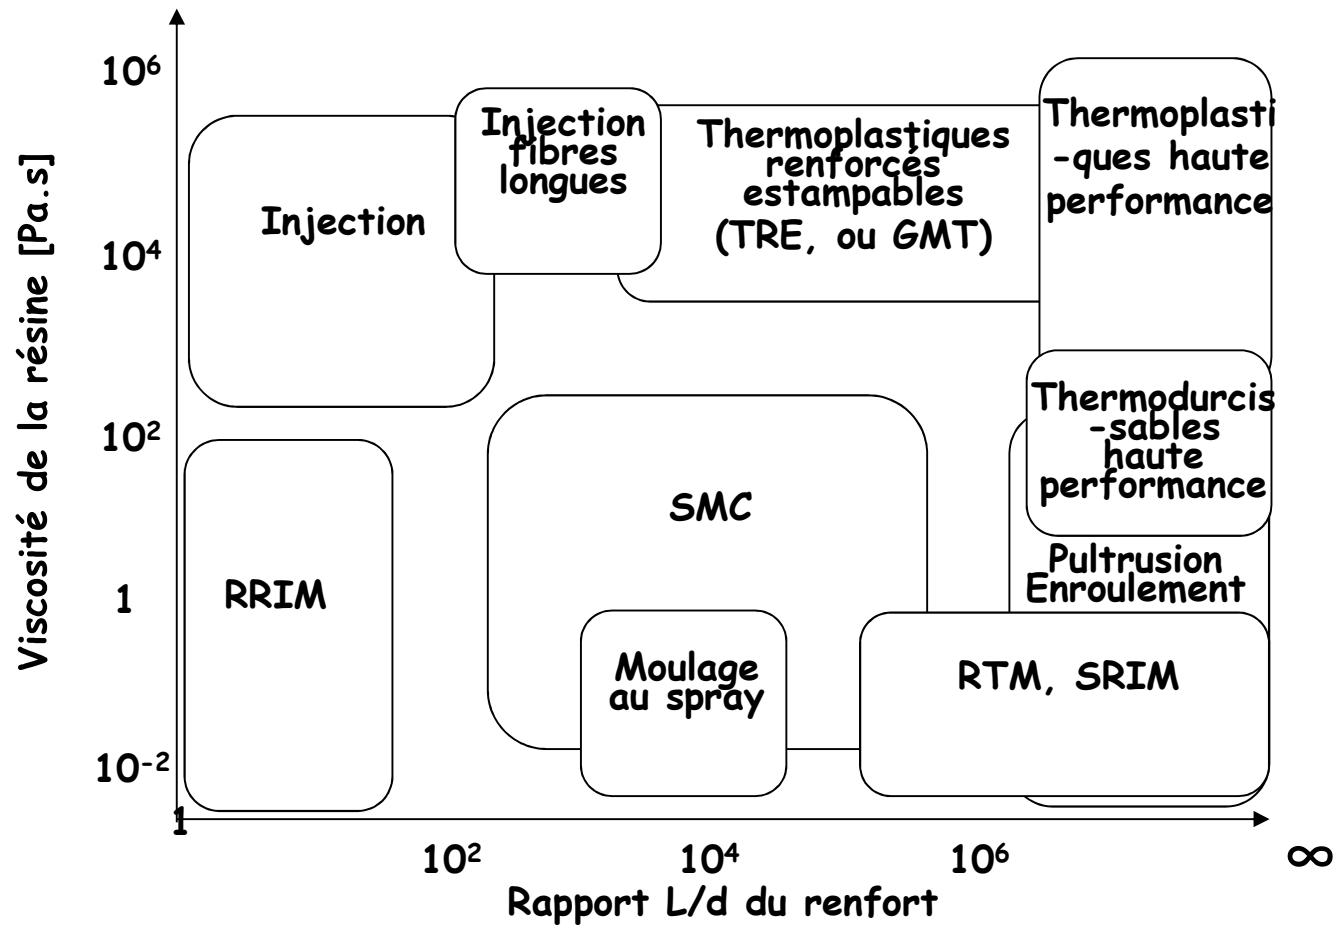 Viscosité de la résine [Pa.s]
10⁶
10⁴
10²
1
10⁻²
1
Injection
Injection
fibres
longues
Thermoplastiques
renforcés
estampables
(TRE, ou GMT)
Thermoplasti
-ques haute
performance
Thermodurcis
-sables
haute
performance
RRIM
SMC
Pultrusion
Enroulement
Moulage
au spray
RTM, SRIM
10² 10⁴ 10⁶ ∞
Rapport L/d du renfort